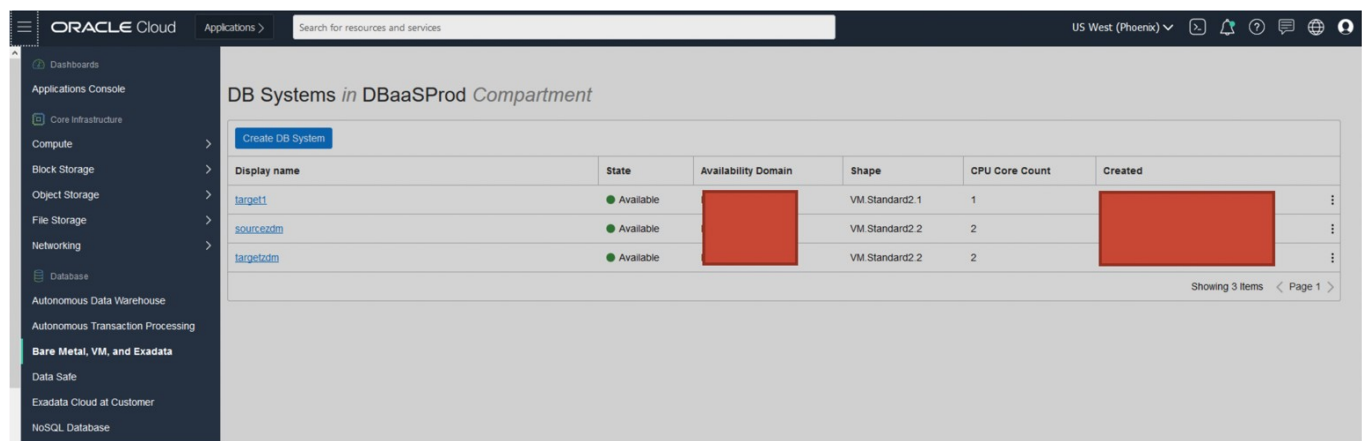 ORACLE Cloud
Applications >
Search for resources and services
US West (Phoenix)
Dashboards
Applications Console
Core Infrastructure
Compute
Block Storage
Object Storage
File Storage
Networking
Database
Autonomous Data Warehouse
Autonomous Transaction Processing
Bare Metal, VM, and Exadata
Data Safe
Exadata Cloud at Customer
NoSQL Database
DB Systems in DBaaSProd Compartment
Create DB System
Display name State Availability Domain Shape CPU Core Count Created
target1 Available VM.Standard2.1 1
sourcezdm Available VM.Standard2.2 2
targetzdm Available VM.Standard2.2 2
Showing 3 Items < Page 1 >